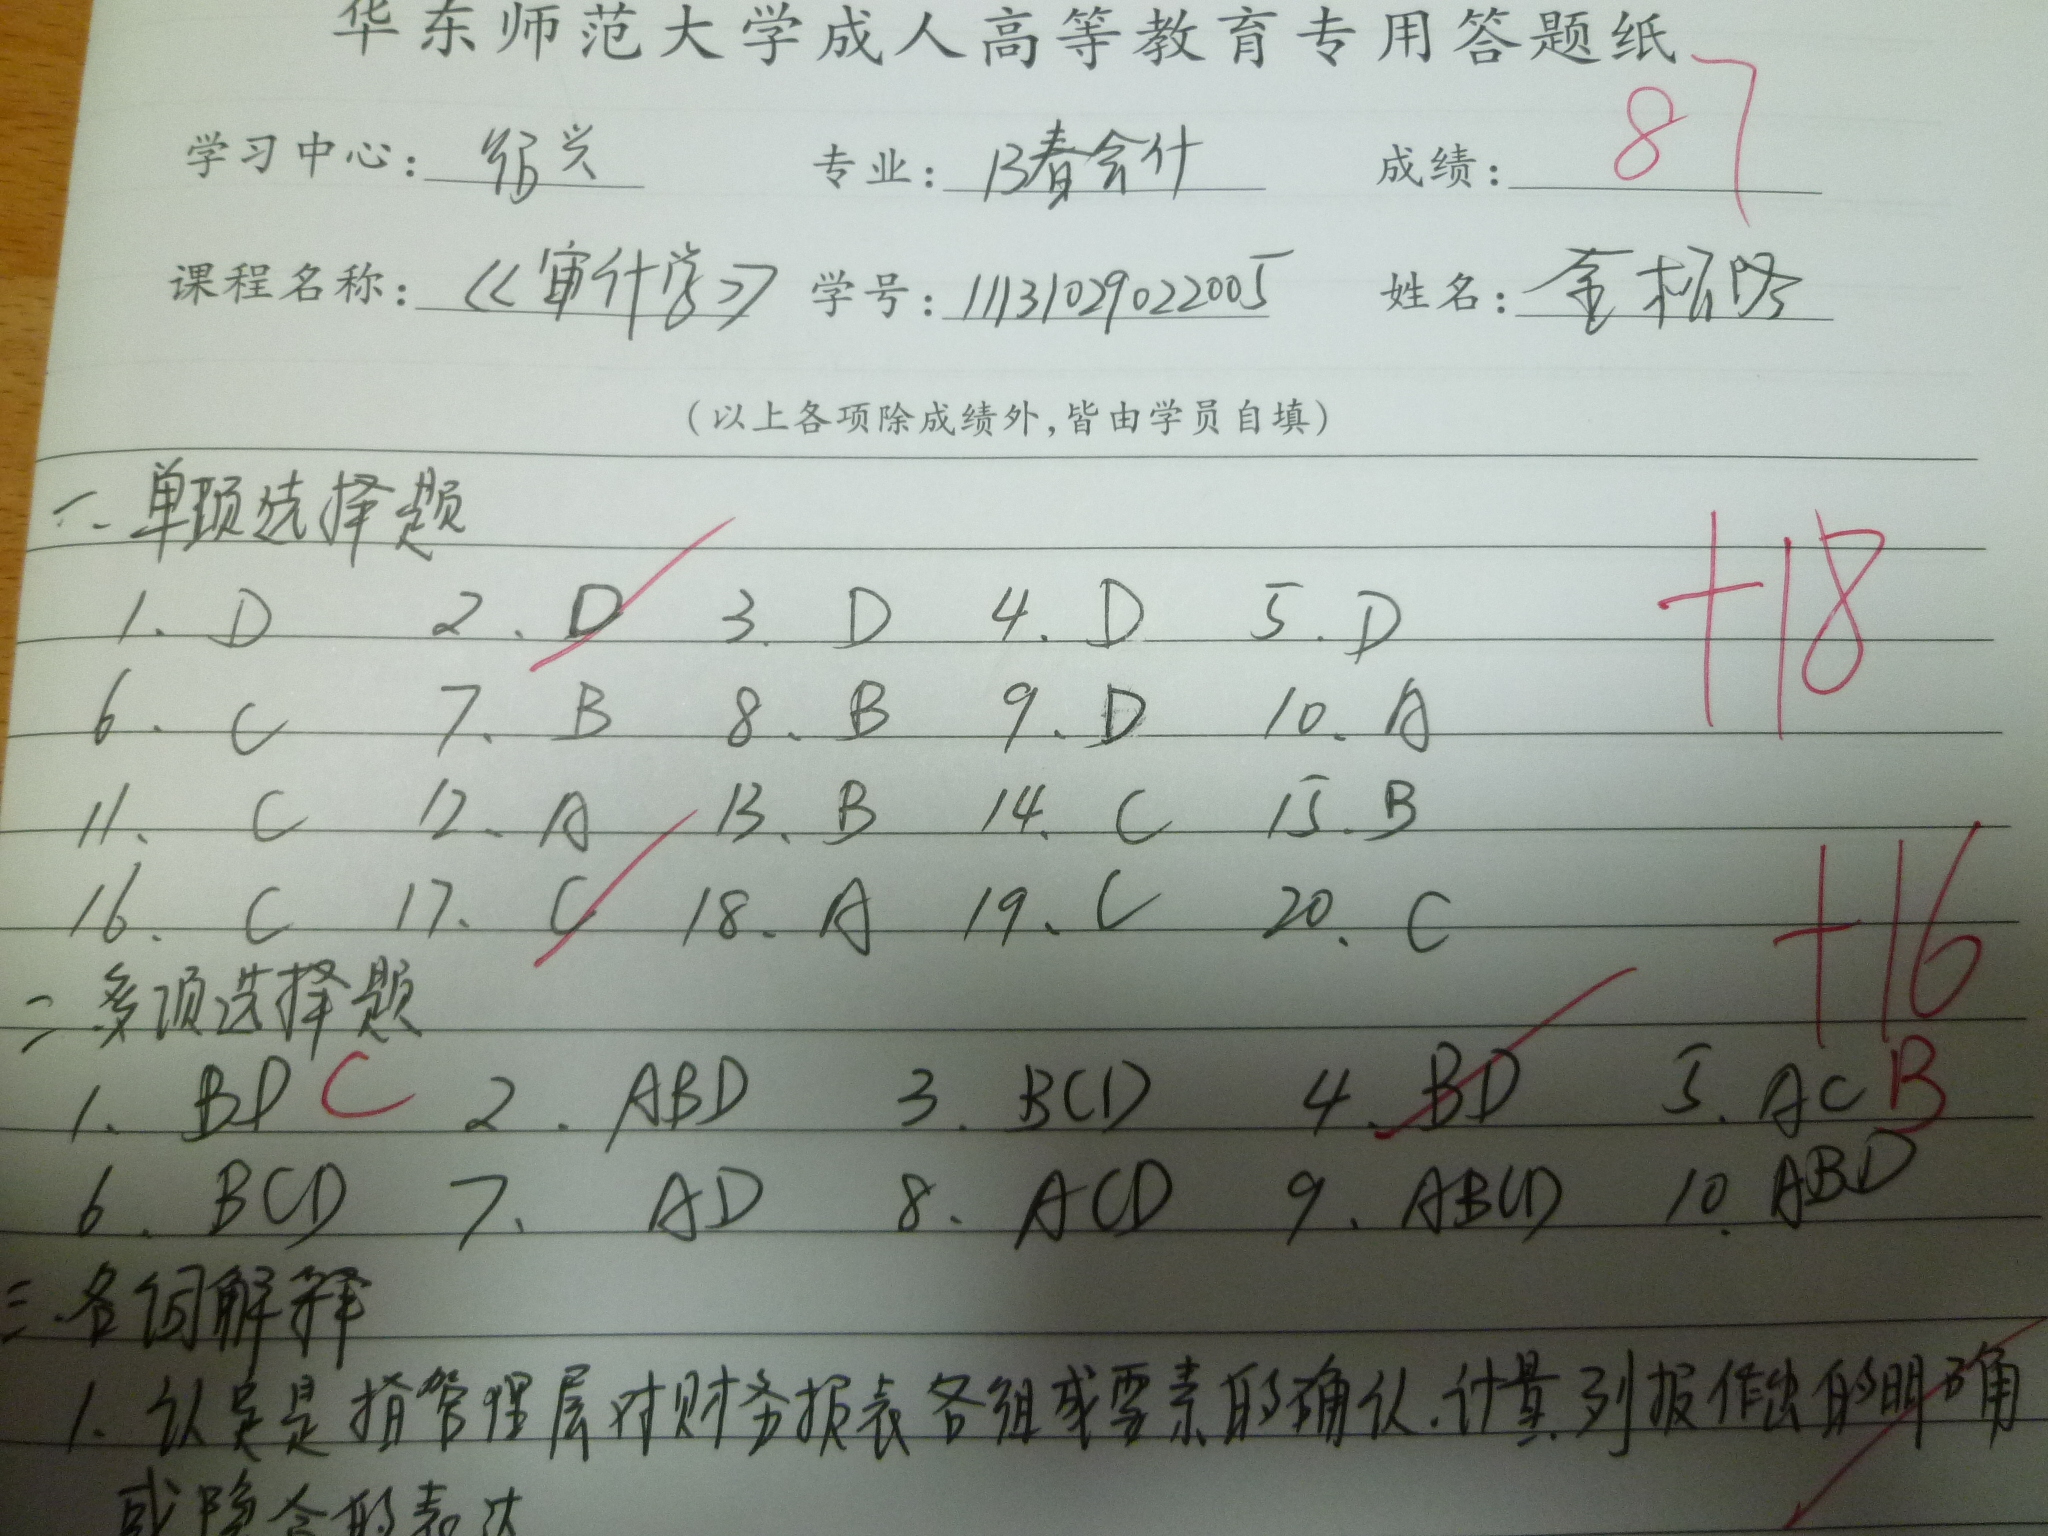 华东师范大学成人高等教育专用答题纸
学习中心: 绍兴 专业: 13春会计 成绩: 87
课程名称: 《审计学》 学号: 11131029022005 姓名: 金
(以上各项除成绩外,皆由学员自填)
一、单项选择题
1. D 2. D 3. D 4. D 5. D +18
6. C 7. B 8. B 9. D 10. A
11. C 12. A 13. B 14. C 15. B
16. C 17. C 18. A 19. C 20. C +16
二 多项选择题
1. BD C 2. ABD 3. BCD 4. BD 5. AC B
6. BCD 7. AD 8. ACD 9. ABCD 10. ABD
三.名词解释
1. 认定是指管理层对财务报表各组成要素的确认.计量.列报作出的明确
或隐含的表达